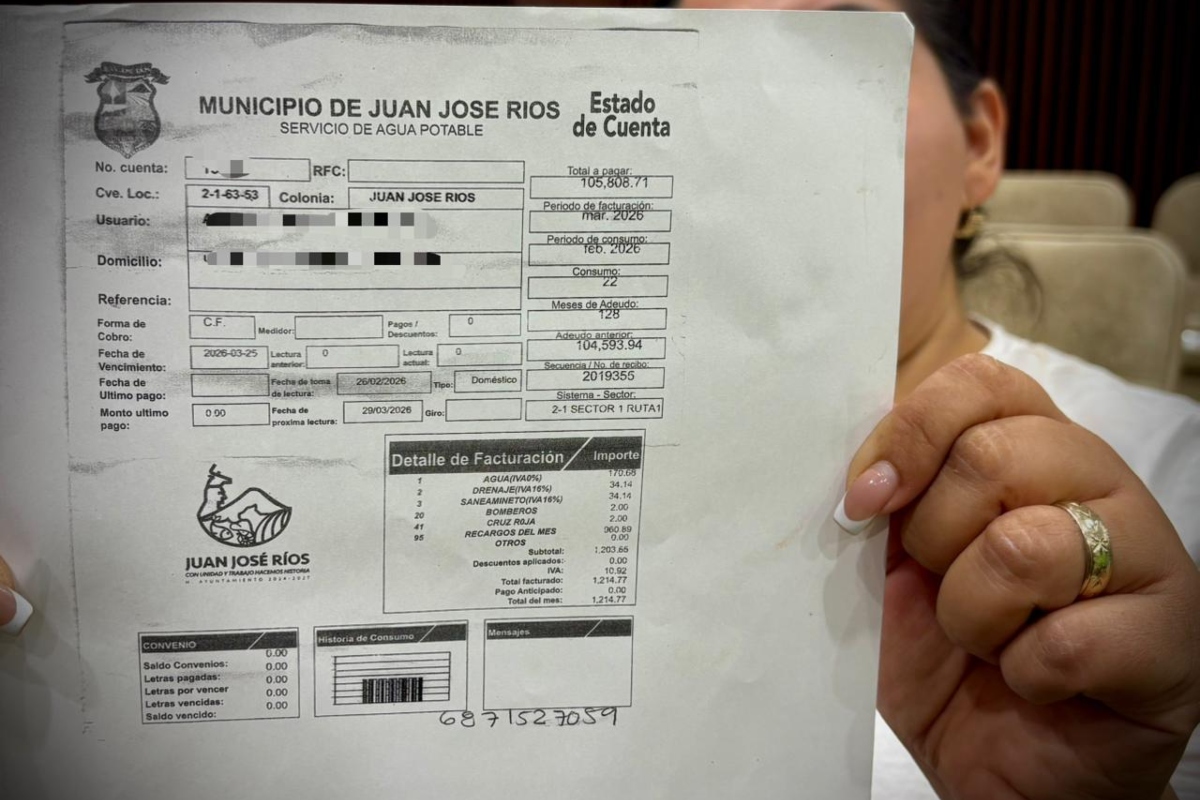 MUNICIPIO DE JUAN JOSE RIOS
SERVICIO DE AGUA POTABLE
Estado
de Cuenta
No. cuenta:
RFC:
Cve. Loc.: 2-1-63-53 Colonia: JUAN JOSE RIOS
Usuario:
Domicilio:
Referencia:
Forma de Cobro: C.F. Medidor: Pagos / Descuentos: 0
Fecha de Vencimiento: 2026-03-25 Lectura anterior: 0 Lectura actual: 0
Fecha de Ultimo pago: Fecha de toma de lectura: 26/02/2026 Tipo: Doméstico
Monto ultimo pago: 0.00 Fecha de proxima lectura: 29/03/2026 Giro:
Total a pagar:
105,808.71
Periodo de facturación:
mar. 2026
Periodo de consumo:
feb. 2026
Consumo:
22
Meses de Adeudo:
128
Adeudo anterior:
104,593.94
Secuencia / No. de recibo:
2019355
Sistema - Sector:
2-1 SECTOR 1 RUTA1
Detalle de Facturación Importe
1 AGUA(IVA0%) 170.68
2 DRENAJE(IVA16%) 34.14
3 SANEAMINETO(IVA16%) 34.14
20 BOMBEROS 2.00
41 CRUZ R0JA 2.00
95 RECARGOS DEL MES 960.89
OTROS 0.00
Subtotal: 1,203.85
Descuentos aplicados: 0.00
IVA: 10.92
Total facturado: 1,214.77
Pago Anticipado: 0.00
Total del mes: 1,214.77
JUAN JOSÉ RÍOS
CON UNIDAD Y TRABAJO HACEMOS HISTORIA
H. AYUNTAMIENTO 2024-2027
CONVENIO
0.00
Saldo Convenios: 0.00
Letras pagadas: 0.00
Letras por vencer 0.00
Letras vencidas: 0.00
Saldo vencido:
Historia de Consumo
Mensajes
6871527059